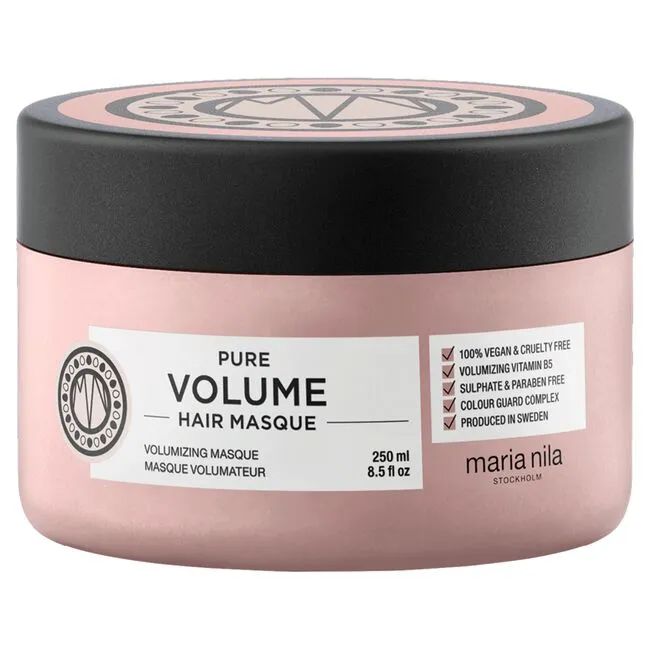 PURE
VOLUME
HAIR MASQUE
VOLUMIZING MASQUE
MASQUE VOLUMATEUR
250 ml
8.5 fl oz
100% VEGAN & CRUELTY FREE
VOLUMIZING VITAMIN B5
SULPHATE & PARABEN FREE
COLOUR GUARD COMPLEX
PRODUCED IN SWEDEN
maria nila
STOCKHOLM